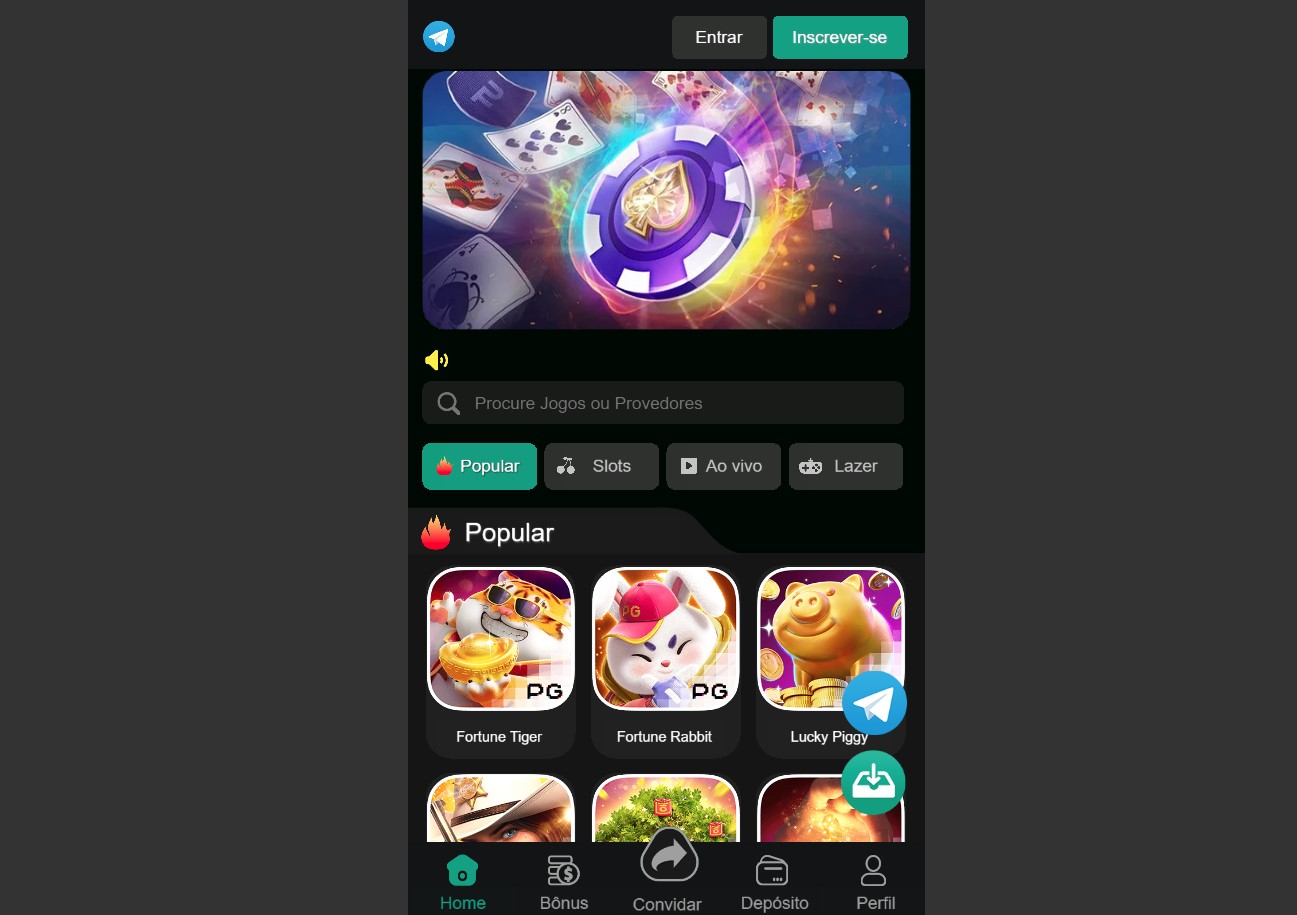 Entrar
Inscrever-se
Procure Jogos ou Provedores
Popular
Slots
Ao vivo
Lazer
Popular
PG
PG
PG
Fortune Tiger
Fortune Rabbit
Lucky Piggy
Home
Bônus
Convidar
Depósito
Perfil